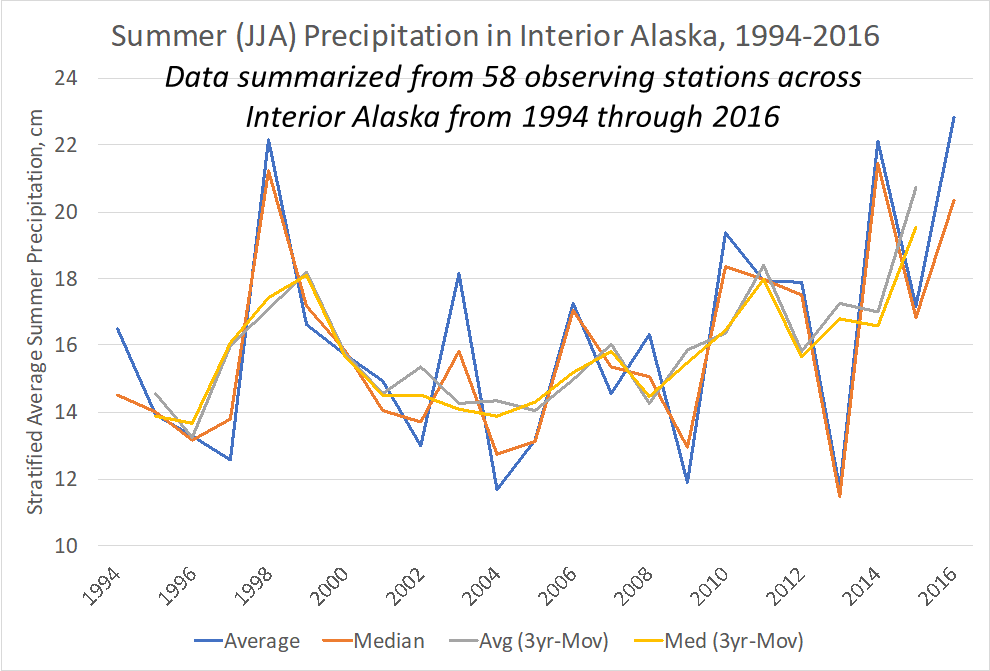 Summer (JJA) Precipitation in Interior Alaska, 1994-2016
Data summarized from 58 observing stations across
Interior Alaska from 1994 through 2016
Stratified Average Summer Precipitation, cm
24
22
20
18
16
14
12
10
1994
1996
1998
2000
2002
2004
2006
2008
2010
2012
2014
2016
Average
Median
Avg (3yr-Mov)
Med (3yr-Mov)